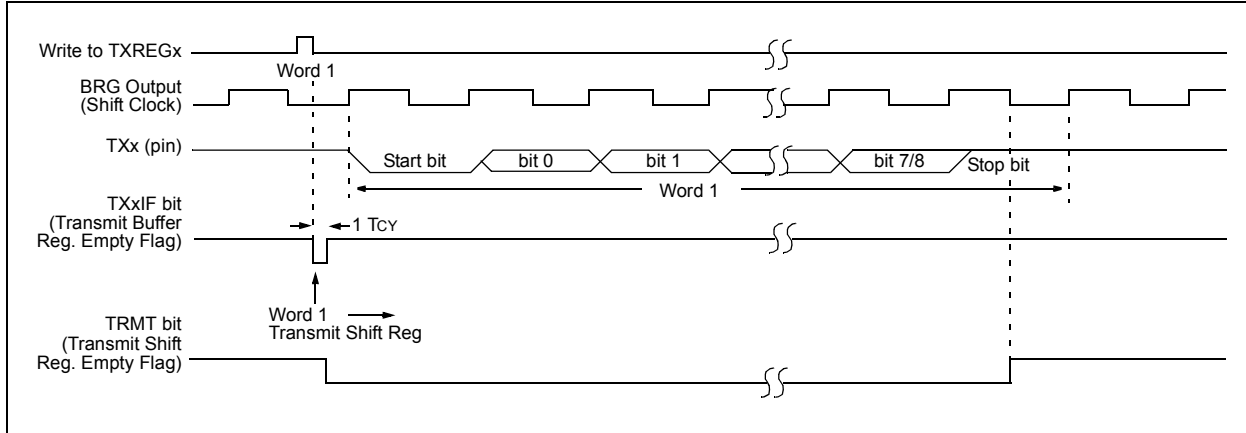 Write to TXREGx
Word 1
BRG Output
(Shift Clock)
TXx (pin)
Start bit
bit 0
bit 1
bit 7/8
Stop bit
Word 1
TXxIF bit
(Transmit Buffer
Reg. Empty Flag)
1 TCY
Word 1
Transmit Shift Reg
TRMT bit
(Transmit Shift
Reg. Empty Flag)